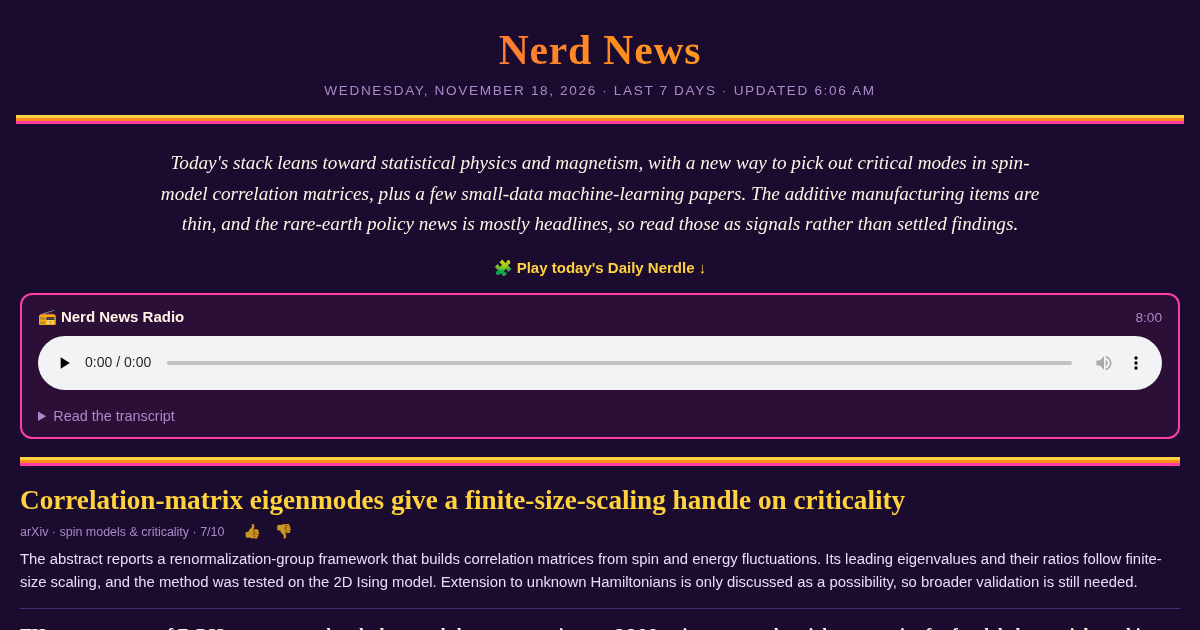 Nerd News
WEDNESDAY, NOVEMBER 18, 2026 · LAST 7 DAYS · UPDATED 6:06 AM
Today's stack leans toward statistical physics and magnetism, with a new way to pick out critical modes in spin-
model correlation matrices, plus a few small-data machine-learning papers. The additive manufacturing items are
thin, and the rare-earth policy news is mostly headlines, so read those as signals rather than settled findings.
🧩 Play today's Daily Nerdle ↓
📻 Nerd News Radio
8:00
0:00 / 0:00
Read the transcript
Correlation-matrix eigenmodes give a finite-size-scaling handle on criticality
arXiv · spin models & criticality · 7/10
The abstract reports a renormalization-group framework that builds correlation matrices from spin and energy fluctuations. Its leading eigenvalues and their ratios follow finite-
size scaling, and the method was tested on the 2D Ising model. Extension to unknown Hamiltonians is only discussed as a possibility, so broader validation is still needed.